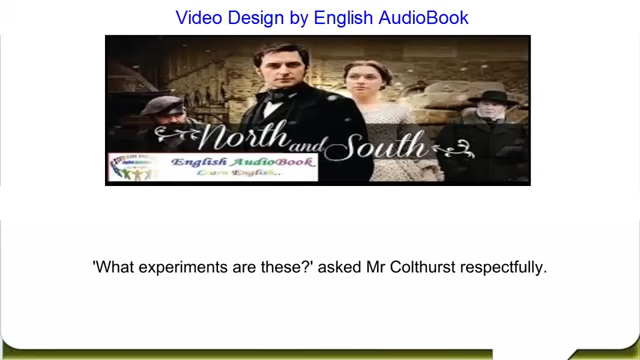 Video Design by English AudioBook
North and South
English AudioBook
Learn English...
'What experiments are these?' asked Mr Colthurst respectfully.